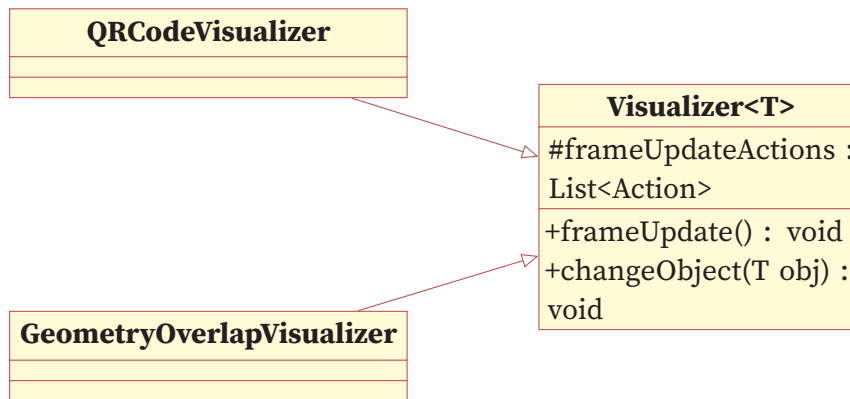 QRCodeVisualizer
Visualizer<T>
#frameUpdateActions :
List<Action>
+frameUpdate() : void
+changeObject(T obj) :
void
GeometryOverlapVisualizer